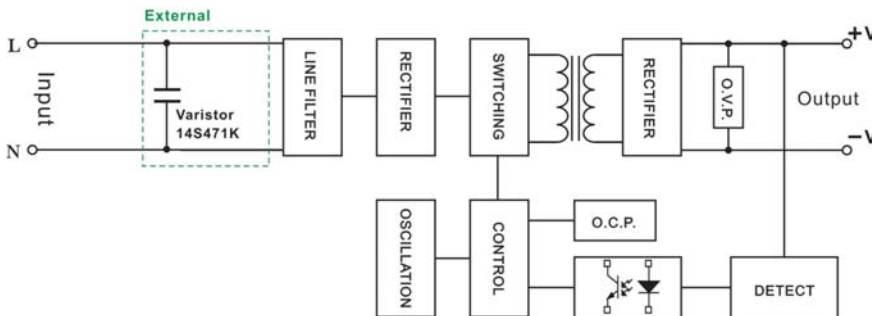 External
L
Input
N
Varistor
14S471K
LINE FILTER
RECTIFIER
SWITCHING
RECTIFIER
O.V.P.
+V
Output
-V
OSCILLATION
CONTROL
O.C.P.
DETECT